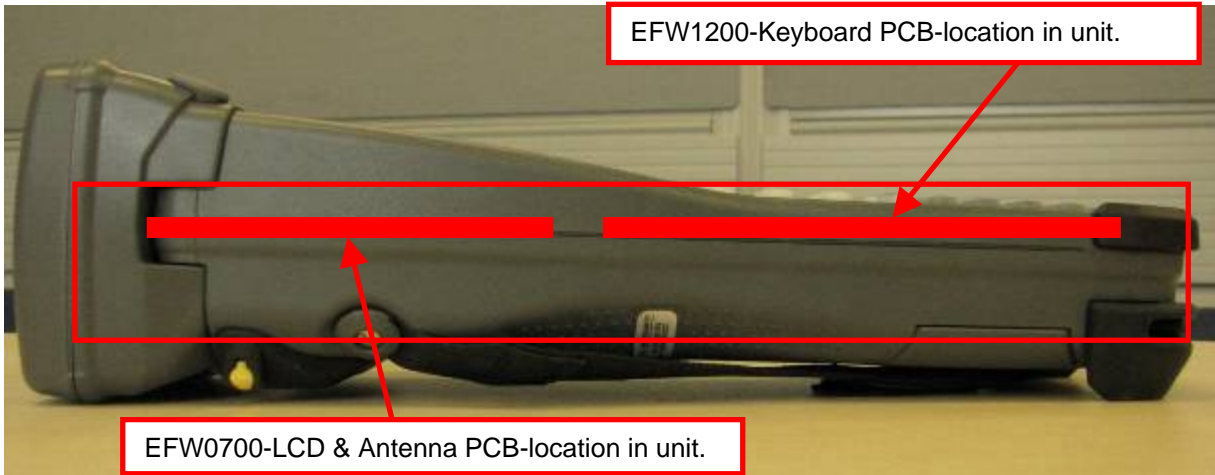 EFW1200-Keyboard PCB-location in unit.
EFW0700-LCD & Antenna PCB-location in unit.